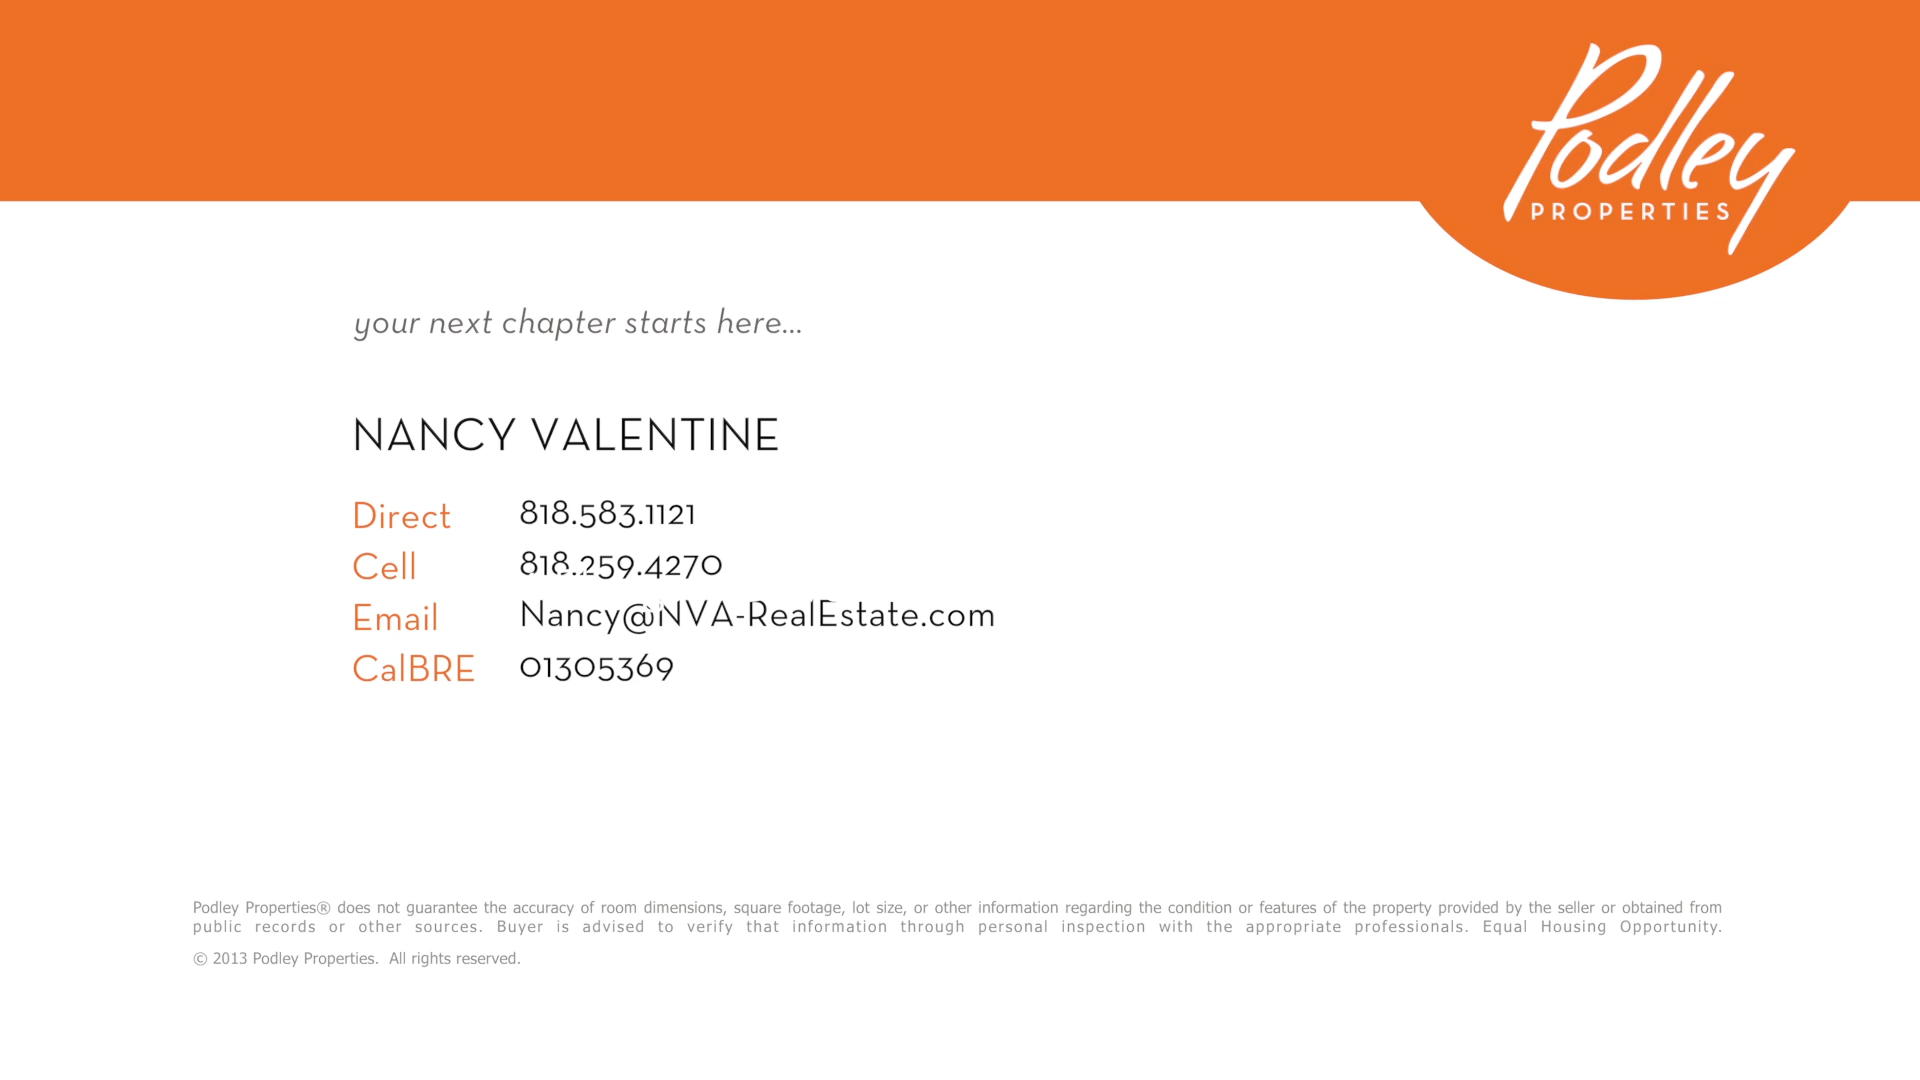 Podley
PROPERTIES
your next chapter starts here...
NANCY VALENTINE
Direct 818.583.1121
Cell 818.259.4270
Email Nancy@NVA-RealEstate.com
CalBRE 01305369
Podley Properties® does not guarantee the accuracy of room dimensions, square footage, lot size, or other information regarding the condition or features of the property provided by the seller or obtained from
public records or other sources. Buyer is advised to verify that information through personal inspection with the appropriate professionals. Equal Housing Opportunity.
© 2013 Podley Properties. All rights reserved.